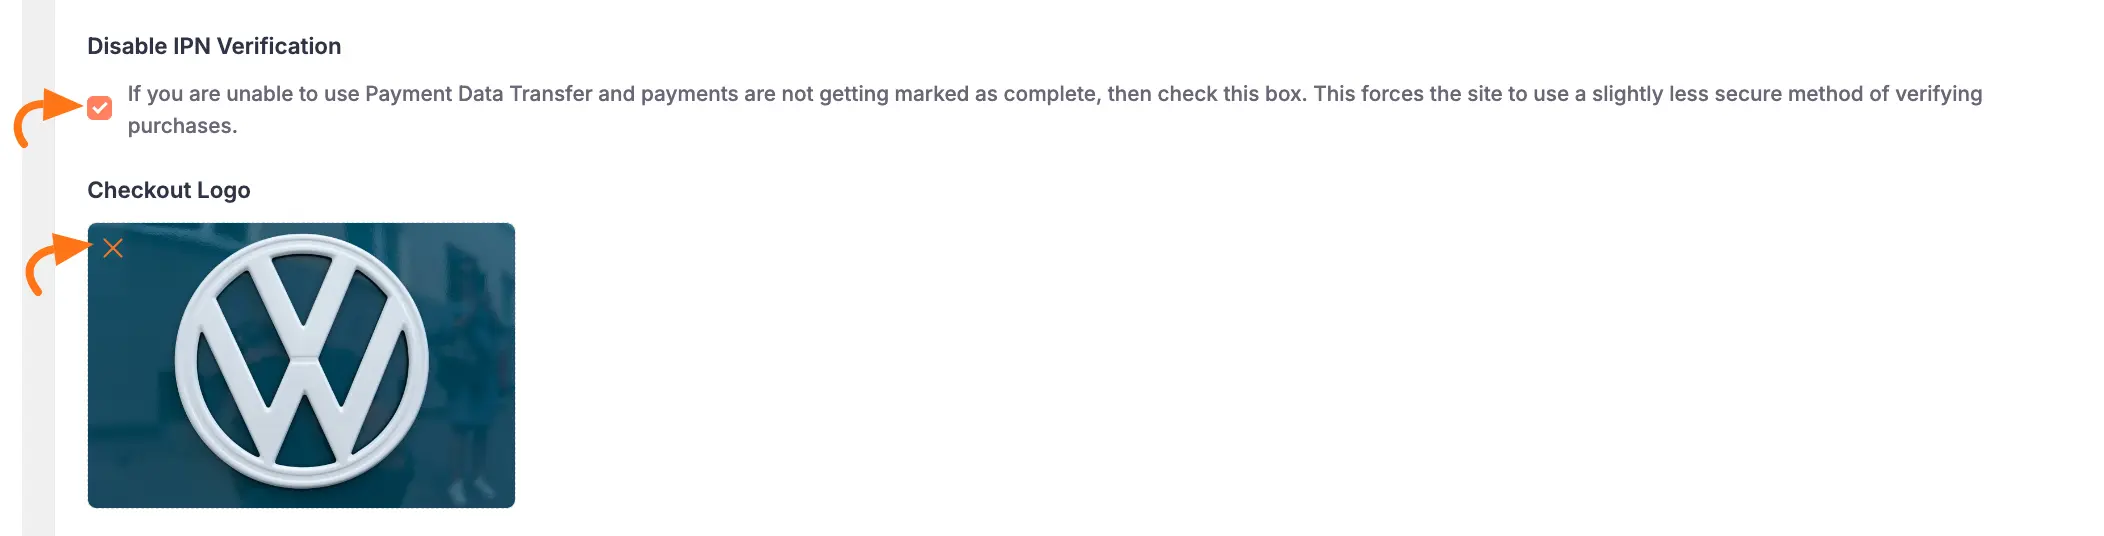 Disable IPN Verification
If you are unable to use Payment Data Transfer and payments are not getting marked as complete, then check this box. This forces the site to use a slightly less secure method of verifying
purchases.
Checkout Logo